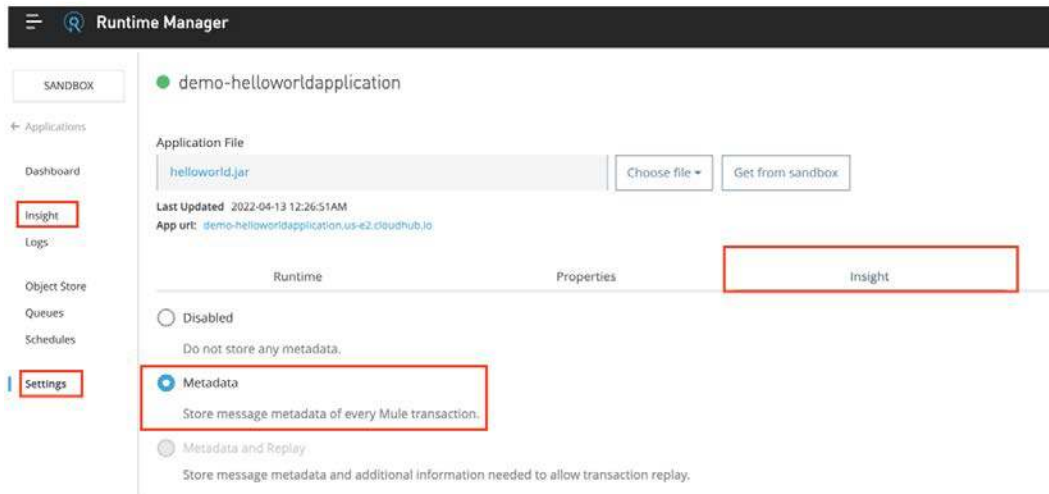 Runtime Manager
SANDBOX
← Applications
Dashboard
Insight
Logs
Object Store
Queues
Schedules
Settings
demo-helloworldapplication
Application File
helloworld.jar
Choose file
Get from sandbox
Last Updated 2022-04-13 12:26:51AM
App url: demo-helloworldapplication.us-e2.cloudhub.io
Runtime Properties Insight
Disabled
Do not store any metadata.
Metadata
Store message metadata of every Mule transaction.
Metadata and Replay
Store message metadata and additional information needed to allow transaction replay.